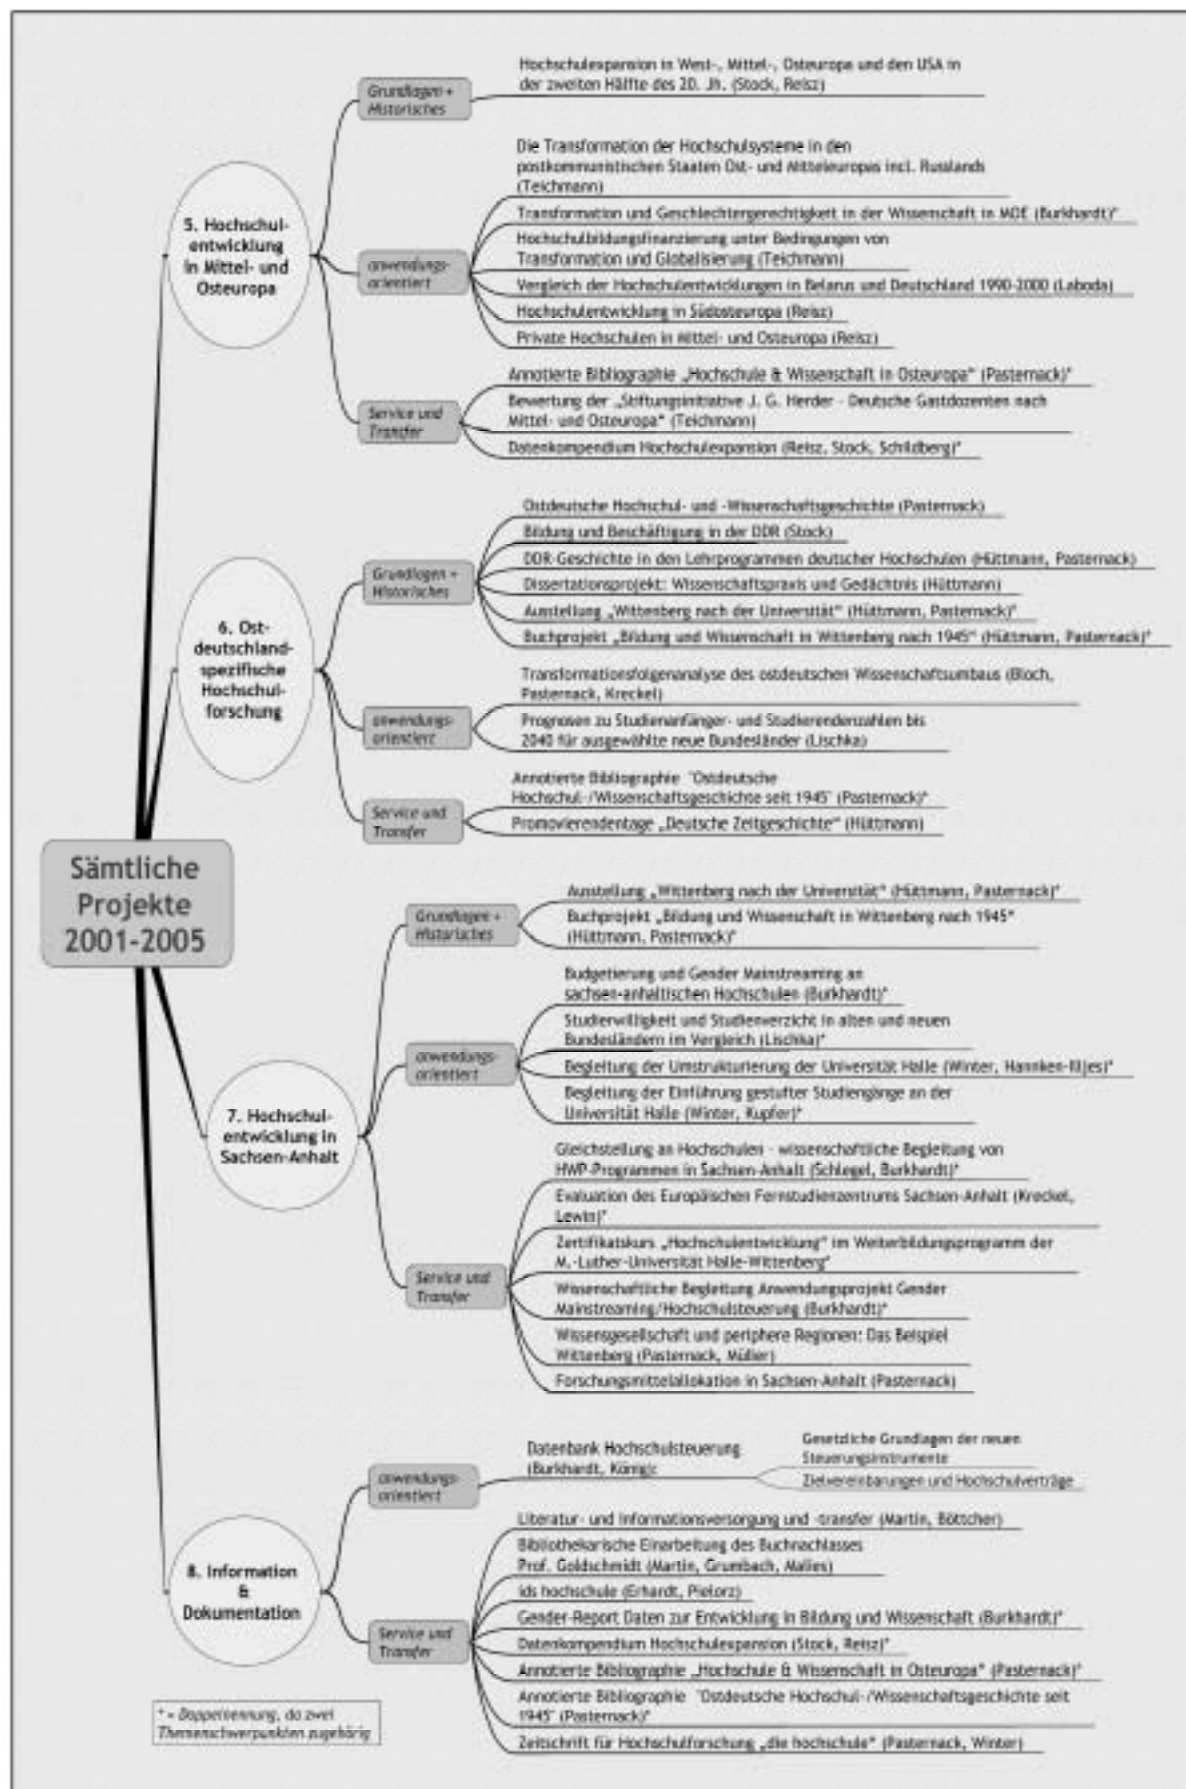 Sämtliche
Projekte
2001-2005
5. Hochschul-
entwicklung
in Mittel- und
Osteuropa
Grundlagen +
Historisches
Hochschulexpansion in West-, Mittel-, Osteuropa und den USA in
der zweiten Hälfte des 20. Jh. (Stock, Reisz)
anwendungs-
orientiert
Die Transformation der Hochschulsysteme in den
postkommunistischen Staaten Ost- und Mitteleuropas incl. Russlands
(Teichmann)
Transformation und Geschlechtergerechtigkeit in der Wissenschaft in MOE (Burkhardt)*
Hochschulbildungsfinanzierung unter Bedingungen von
Transformation und Globalisierung (Teichmann)
Vergleich der Hochschulentwicklungen in Belarus und Deutschland 1990-2000 (Laboda)
Hochschulentwicklung in Südosteuropa (Reisz)
Private Hochschulen in Mittel- und Osteuropa (Reisz)
Service und
Transfer
Annotierte Bibliographie „Hochschule & Wissenschaft in Osteuropa“ (Pasternack)*
Bewertung der „Stiftungsinitiative J. G. Herder - Deutsche Gastdozenten nach
Mittel- und Osteuropa“ (Teichmann)
Datenkompendium Hochschulexpansion (Reisz, Stock, Schildberg)*
6. Ost-
deutschland-
spezifische
Hochschul-
forschung
Grundlagen +
Historisches
Ostdeutsche Hochschul- und -Wissenschaftsgeschichte (Pasternack)
Bildung und Beschäftigung in der DDR (Stock)
DDR-Geschichte in den Lehrprogrammen deutscher Hochschulen (Hüttmann, Pasternack)
Dissertationsprojekt: Wissenschaftspraxis und Gedächtnis (Hüttmann)
Ausstellung „Wittenberg nach der Universität“ (Hüttmann, Pasternack)*
Buchprojekt „Bildung und Wissenschaft in Wittenberg nach 1945“ (Hüttmann, Pasternack)*
anwendungs-
orientiert
Transformationsfolgenanalyse des ostdeutschen Wissenschaftsumbaus (Bloch,
Pasternack, Kreckel)
Prognosen zu Studienanfänger- und Studierendenzahlen bis
2040 für ausgewählte neue Bundesländer (Lischka)
Service und
Transfer
Annotierte Bibliographie "Ostdeutsche
Hochschul-/Wissenschaftsgeschichte seit 1945" (Pasternack)*
Promovierendentage „Deutsche Zeitgeschichte“ (Hüttmann)
7. Hochschul-
entwicklung in
Sachsen-Anhalt
Grundlagen +
Historisches
Ausstellung „Wittenberg nach der Universität“ (Hüttmann, Pasternack)*
Buchprojekt „Bildung und Wissenschaft in Wittenberg nach 1945“
(Hüttmann, Pasternack)*
anwendungs-
orientiert
Budgetierung und Gender Mainstreaming an
sachsen-anhaltischen Hochschulen (Burkhardt)*
Studierwilligkeit und Studienverzicht in alten und neuen
Bundesländern im Vergleich (Lischka)*
Begleitung der Umstrukturierung der Universität Halle (Winter, Hannken-Illjes)*
Begleitung der Einführung gestufter Studiengänge an der
Universität Halle (Winter, Kupfer)*
Service und
Transfer
Gleichstellung an Hochschulen - wissenschaftliche Begleitung von
HWP-Programmen in Sachsen-Anhalt (Schlegel, Burkhardt)*
Evaluation des Europäischen Fernstudienzentrums Sachsen-Anhalt (Kreckel,
Lewin)*
Zertifikatskurs „Hochschulentwicklung“ im Weiterbildungsprogramm der
M.-Luther-Universität Halle-Wittenberg*
Wissenschaftliche Begleitung Anwendungsprojekt Gender
Mainstreaming/Hochschulsteuerung (Burkhardt)*
Wissensgesellschaft und periphere Regionen: Das Beispiel
Wittenberg (Pasternack, Müller)
Forschungsmittelallokation in Sachsen-Anhalt (Pasternack)
8. Information
&
Dokumentation
anwendungs-
orientiert
Datenbank Hochschulsteuerung
(Burkhardt, König):
Gesetzliche Grundlagen der neuen
Steuerungsinstrumente
Zielvereinbarungen und Hochschulverträge
Service und
Transfer
Literatur- und Informationsversorgung und -transfer (Martin, Böttcher)
Bibliothekarische Einarbeitung des Buchnachlasses
Prof. Goldschmidt (Martin, Grumbach, Malies)
ids hochschule (Erhardt, Pielorz)
Gender-Report Daten zur Entwicklung in Bildung und Wissenschaft (Burkhardt)*
Datenkompendium Hochschulexpansion (Stock, Reisz)*
Annotierte Bibliographie „Hochschule & Wissenschaft in Osteuropa“ (Pasternack)*
Annotierte Bibliographie "Ostdeutsche Hochschul-/Wissenschaftsgeschichte seit
1945" (Pasternack)*
Zeitschrift für Hochschulforschung „die hochschule“ (Pasternack, Winter)
* = Doppelnennung, da zwei
Themenschwerpunkten zugehörig